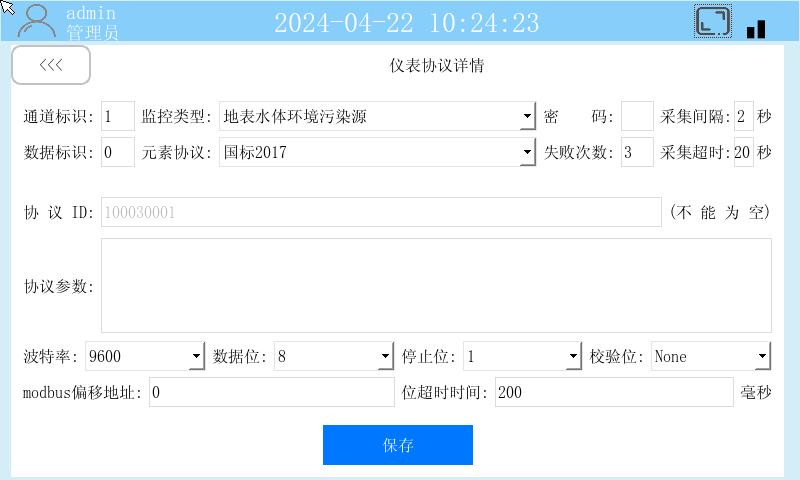 admin
管理员
2024-04-22 10:24:23
<<<
仪表协议详情
通道标识: 1 监控类型: 地表水体环境污染源 密 码: 采集间隔: 2 秒
数据标识: 0 元素协议: 国标2017 失败次数: 3 采集超时: 20 秒
协 议 ID: 100030001 (不 能 为 空)
协议参数:
波特率: 9600 数据位: 8 停止位: 1 校验位: None
modbus偏移地址: 0 位超时时间: 200 毫秒
保存